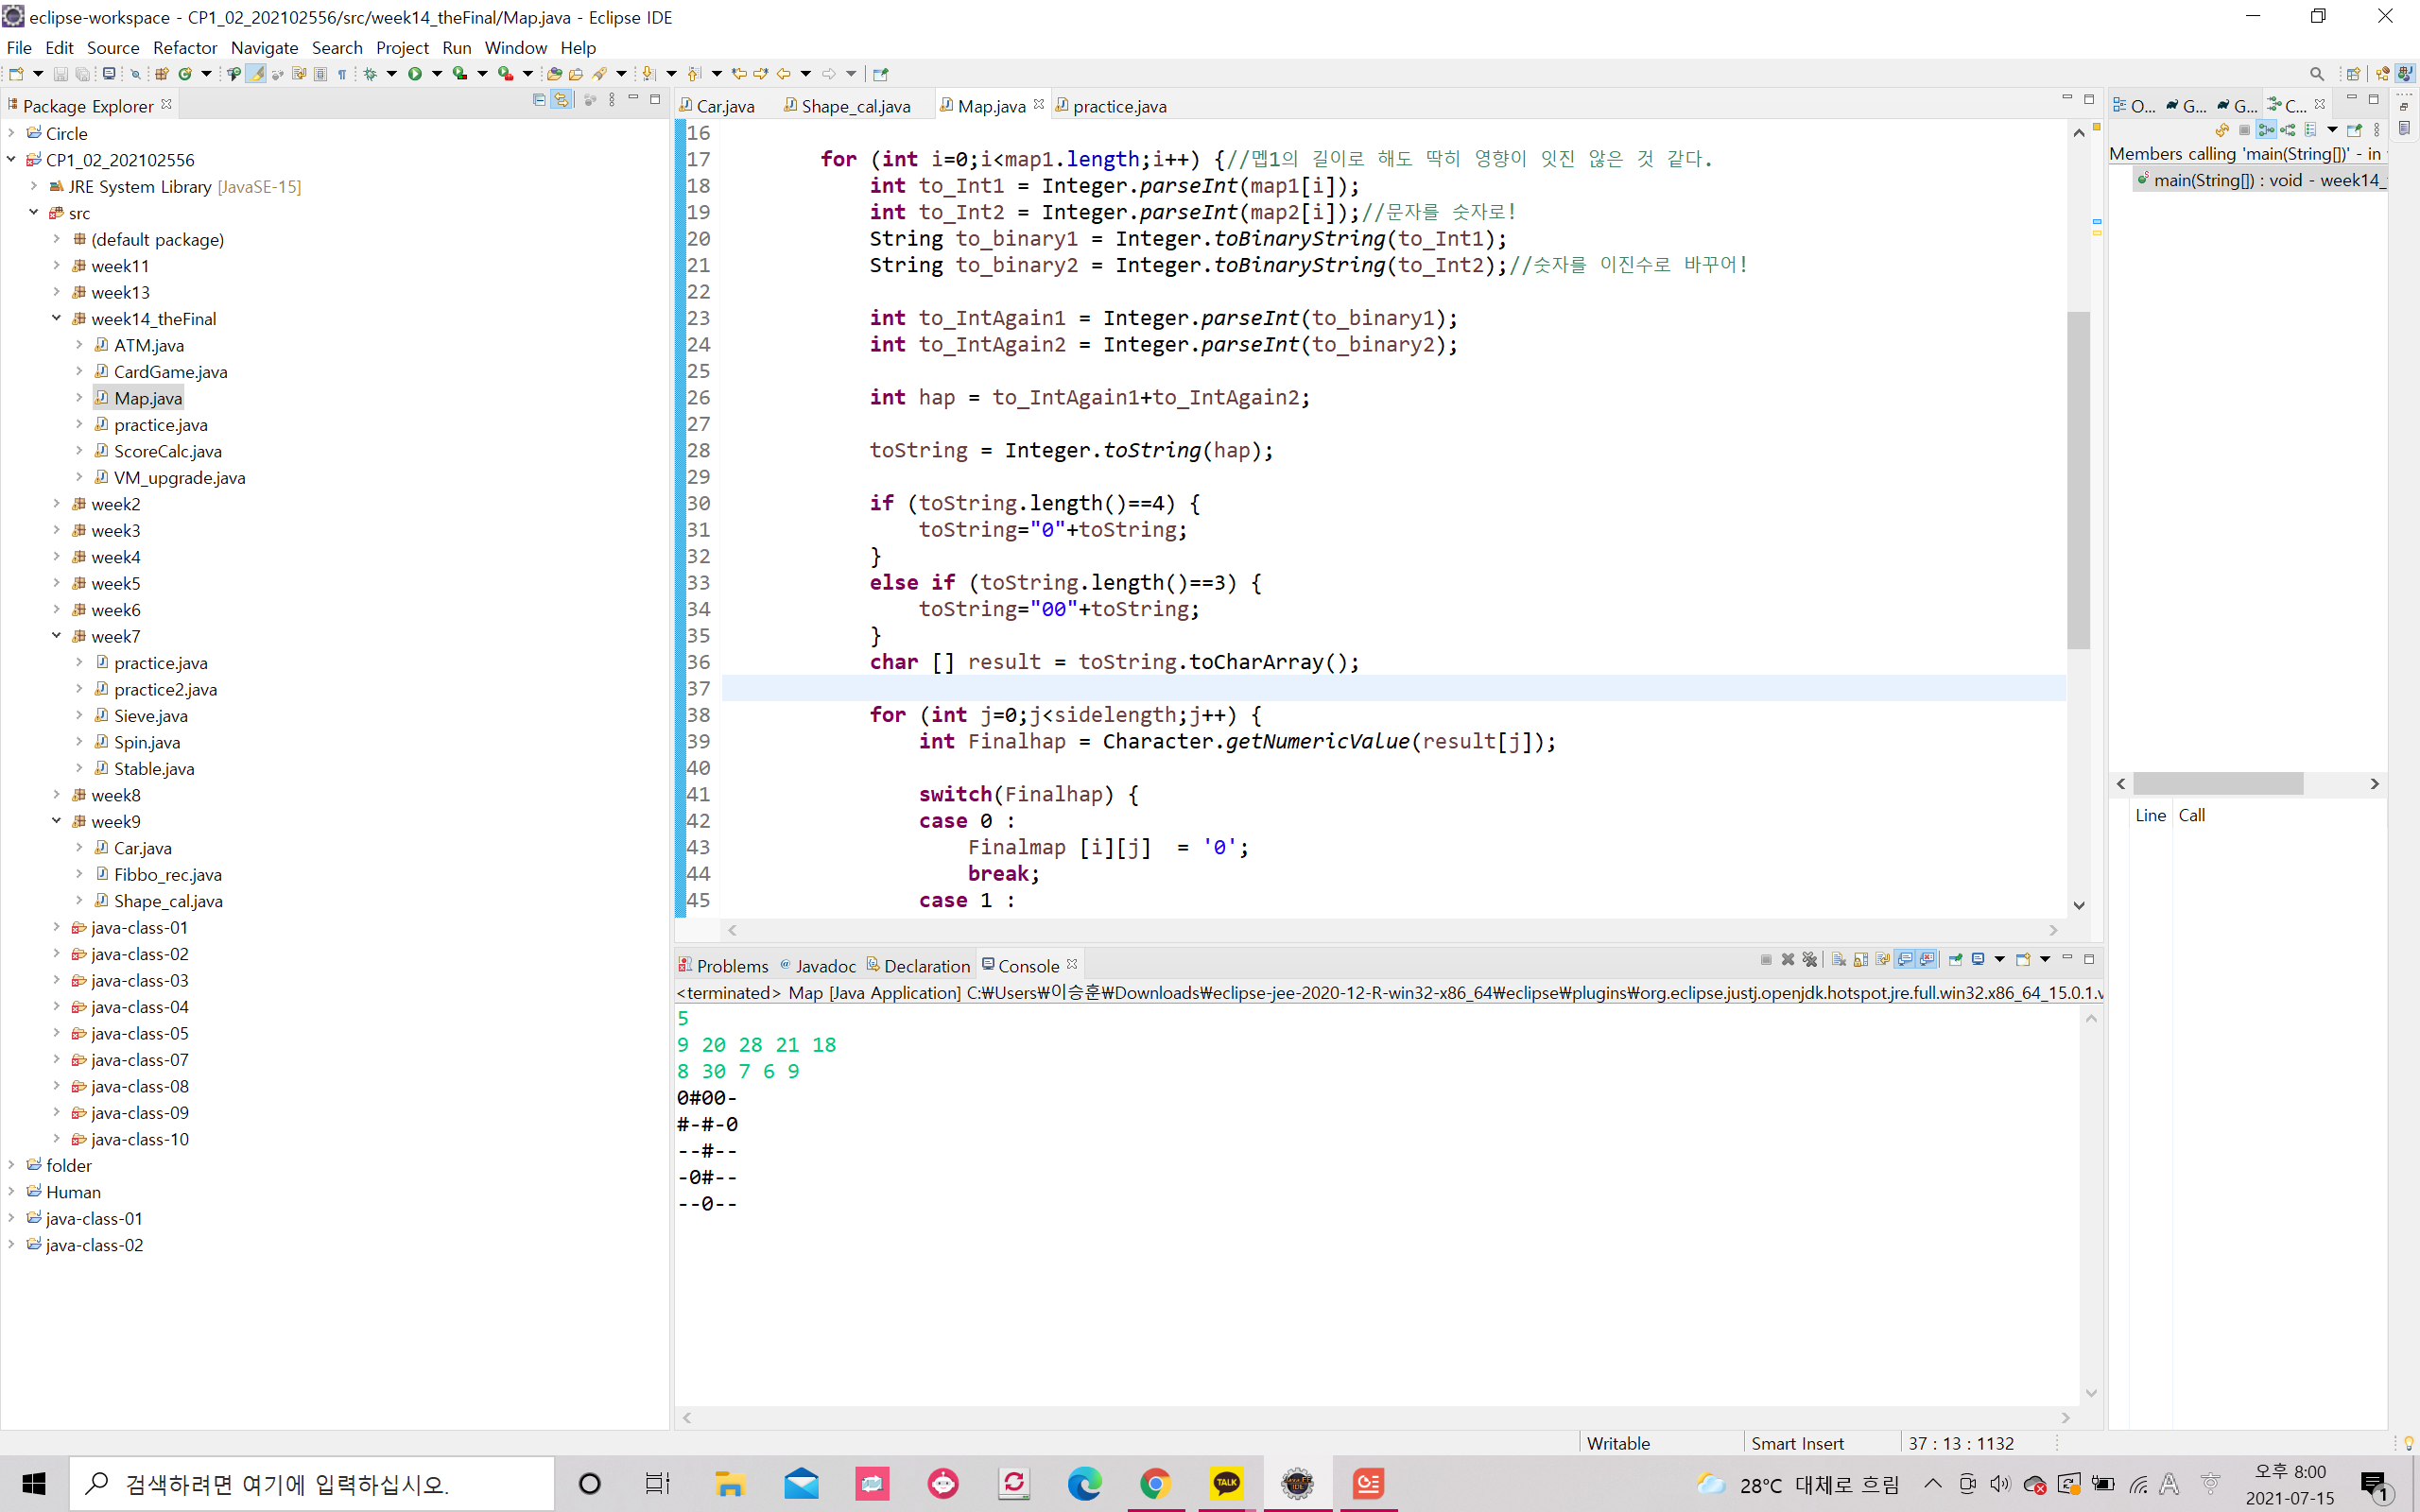 eclipse-workspace - CP1_02_202102556/src/week14_theFinal/Map.java - Eclipse IDE
File Edit Source Refactor Navigate Search Project Run Window Help
Package Explorer
Circle
CP1_02_202102556
JRE System Library [JavaSE-15]
src
(default package)
week11
week13
week14_theFinal
ATM.java
CardGame.java
Map.java
practice.java
ScoreCalc.java
VM_upgrade.java
week2
week3
week4
week5
week6
week7
practice.java
practice2.java
Sieve.java
Spin.java
Stable.java
week8
week9
Car.java
Fibbo_rec.java
Shape_cal.java
java-class-01
java-class-02
java-class-03
java-class-04
java-class-05
java-class-07
java-class-08
java-class-09
java-class-10
folder
Human
java-class-01
java-class-02
Car.java Shape_cal.java Map.java practice.java
16
17 for (int i=0;i<map1.length;i++) {//멥1의 길이로 해도 딱히 영향이 잇진 않은 것 같다.
18 int to_Int1 = Integer.parseInt(map1[i]);
19 int to_Int2 = Integer.parseInt(map2[i]);//문자를 숫자로!
20 String to_binary1 = Integer.toBinaryString(to_Int1);
21 String to_binary2 = Integer.toBinaryString(to_Int2);//숫자를 이진수로 바꾸어!
22
23 int to_IntAgain1 = Integer.parseInt(to_binary1);
24 int to_IntAgain2 = Integer.parseInt(to_binary2);
25
26 int hap = to_IntAgain1+to_IntAgain2;
27
28 toString = Integer.toString(hap);
29
30 if (toString.length()==4) {
31 toString="0"+toString;
32 }
33 else if (toString.length()==3) {
34 toString="00"+toString;
35 }
36 char [] result = toString.toCharArray();
37
38 for (int j=0;j<sidelength;j++) {
39 int Finalhap = Character.getNumericValue(result[j]);
40
41 switch(Finalhap) {
42 case 0 :
43 Finalmap [i][j]  = '0';
44 break;
45 case 1 :
Problems Javadoc Declaration Console
<terminated> Map [Java Application] C:₩Users₩이승훈₩Downloads₩eclipse-jee-2020-12-R-win32-x86_64₩eclipse₩plugins₩org.eclipse.justj.openjdk.hotspot.jre.full.win32.x86_64_15.0.1.v
5
9 20 28 21 18
8 30 7 6 9
0#00-
#-#-0
--#--
-0#--
--0--
O... G... G... C...
Members calling 'main(String[])' - in
main(String[]) : void - week14_
Line Call
Writable Smart Insert 37 : 13 : 1132
검색하려면 여기에 입력하십시오.
TALK
28°C 대체로 흐림
오후 8:00
2021-07-15
1